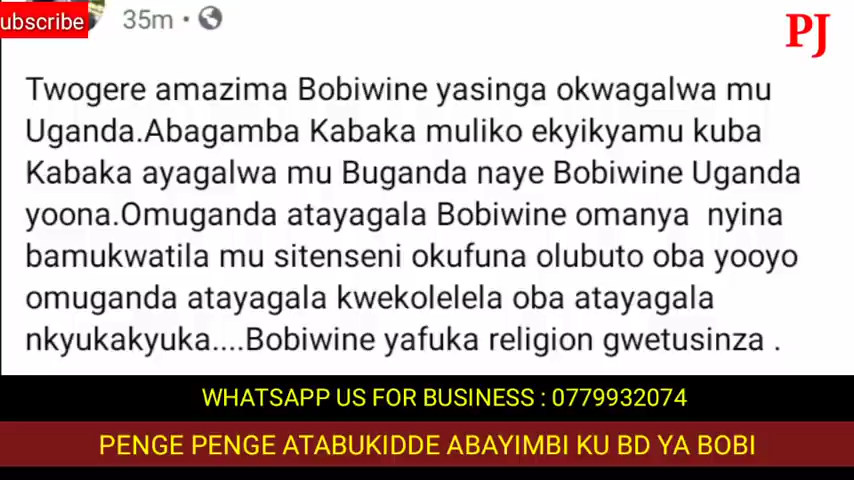 ubscribe
35m
PJ
Twogere amazima Bobiwine yasinga okwagalwa mu
Uganda.Abagamba Kabaka muliko ekyikyamu kuba
Kabaka ayagalwa mu Buganda naye Bobiwine Uganda
yoona.Omuganda atayagala Bobiwine omanya nyina
bamukwatila mu sitenseni okufuna olubuto oba yooyo
omuganda atayagala kwekolelela oba atayagala
nkyukakyuka....Bobiwine yafuka religion gwetusinza .
WHATSAPP US FOR BUSINESS : 0779932074
PENGE PENGE ATABUKIDDE ABAYIMBI KU BD YA BOBI